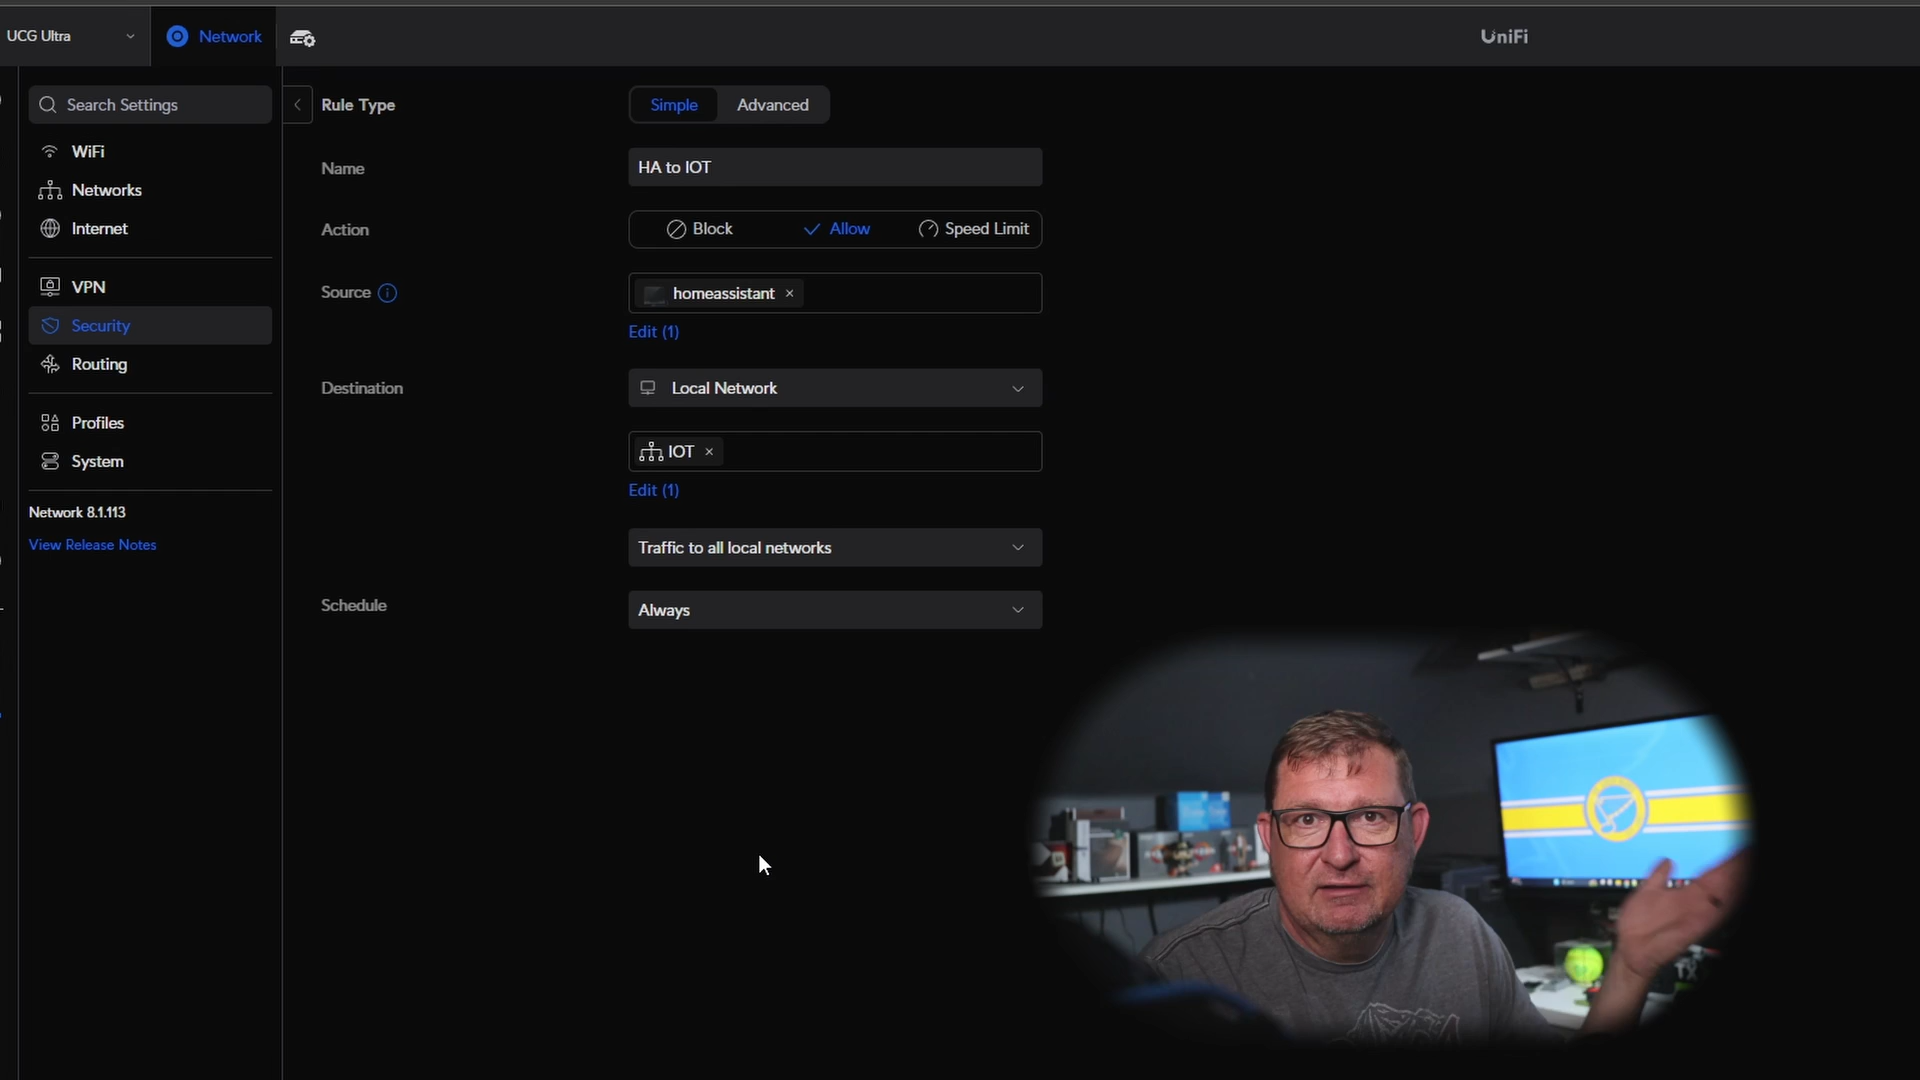 UCG Ultra
Network
UniFi
Search Settings
WiFi
Networks
Internet
VPN
Security
Routing
Profiles
System
Network 8.1.113
View Release Notes
Rule Type
Simple
Advanced
Name
HA to IOT
Action
Block
Allow
Speed Limit
Source
homeassistant ×
Edit (1)
Destination
Local Network
IOT ×
Edit (1)
Traffic to all local networks
Schedule
Always